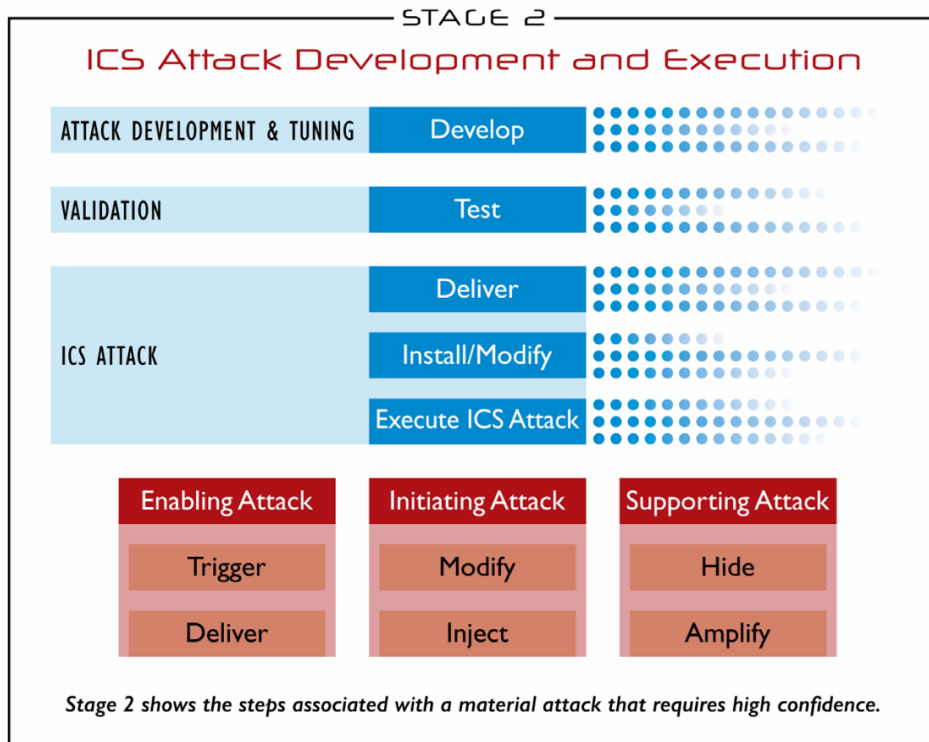 STAGE 2
ICS Attack Development and Execution
ATTACK DEVELOPMENT & TUNING
Develop
VALIDATION
Test
ICS ATTACK
Deliver
Install/Modify
Execute ICS Attack
Enabling Attack
Trigger
Deliver
Initiating Attack
Modify
Inject
Supporting Attack
Hide
Amplify
Stage 2 shows the steps associated with a material attack that requires high confidence.